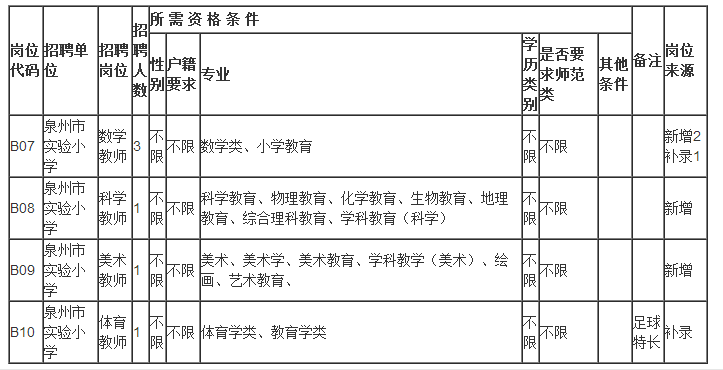 岗位代码 招聘单位 招聘岗位 招聘人数 所需资格条件 备注 岗位来源
性别 户籍要求 专业 学历类别 是否要求师范类 其他条件
B07 泉州市实验小学 数学教师 3 不限 不限 数学类、小学教育 不限 不限 新增2补录1
B08 泉州市实验小学 科学教师 1 不限 不限 科学教育、物理教育、化学教育、生物教育、地理教育、综合理科教育、学科教育（科学） 不限 不限 新增
B09 泉州市实验小学 美术教师 1 不限 不限 美术、美术学、美术教育、学科教学（美术）、绘画、艺术教育、 不限 不限 新增
B10 泉州市实验小学 体育教师 1 不限 不限 体育学类、教育学类 不限 不限 足球特长 补录